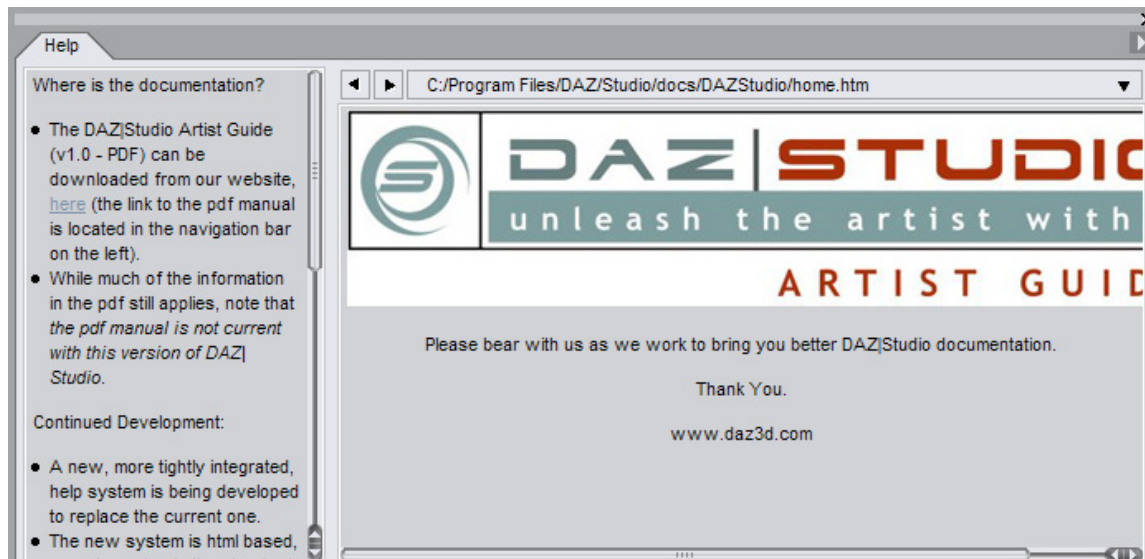 Help
Where is the documentation?
The DAZ|Studio Artist Guide
(v1.0 - PDF) can be
downloaded from our website,
here (the link to the pdf manual
is located in the navigation bar
on the left).
While much of the information
in the pdf still applies, note that
the pdf manual is not current
with this version of DAZ|
Studio.
Continued Development:
A new, more tightly integrated,
help system is being developed
to replace the current one.
The new system is html based,
C:/Program Files/DAZ/Studio/docs/DAZStudio/home.htm
DAZ|STUDIO
unleash the artist with
ARTIST GUID
Please bear with us as we work to bring you better DAZ|Studio documentation.
Thank You.
www.daz3d.com